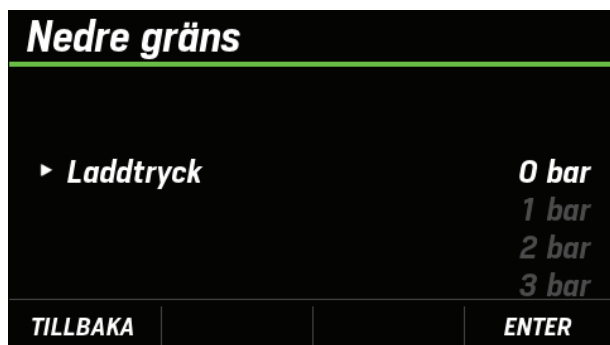 Nedre gräns
▸ Laddtryck 0 bar
1 bar
2 bar
3 bar
TILLBAKA ENTER